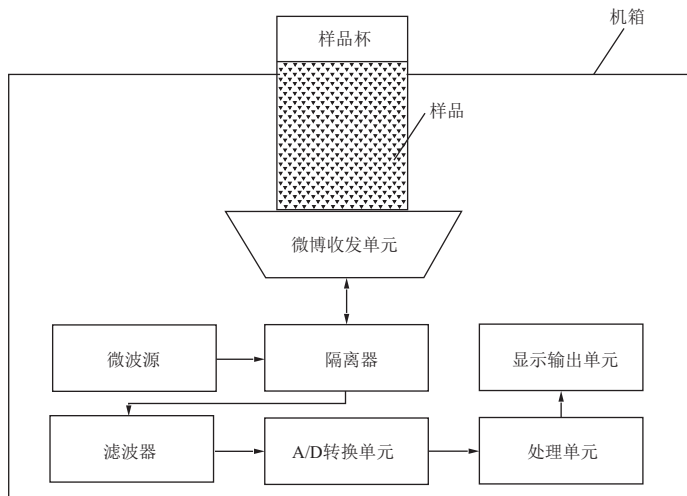 样品杯
机箱
样品
微博收发单元
微波源
隔离器
显示输出单元
滤波器
A/D转换单元
处理单元